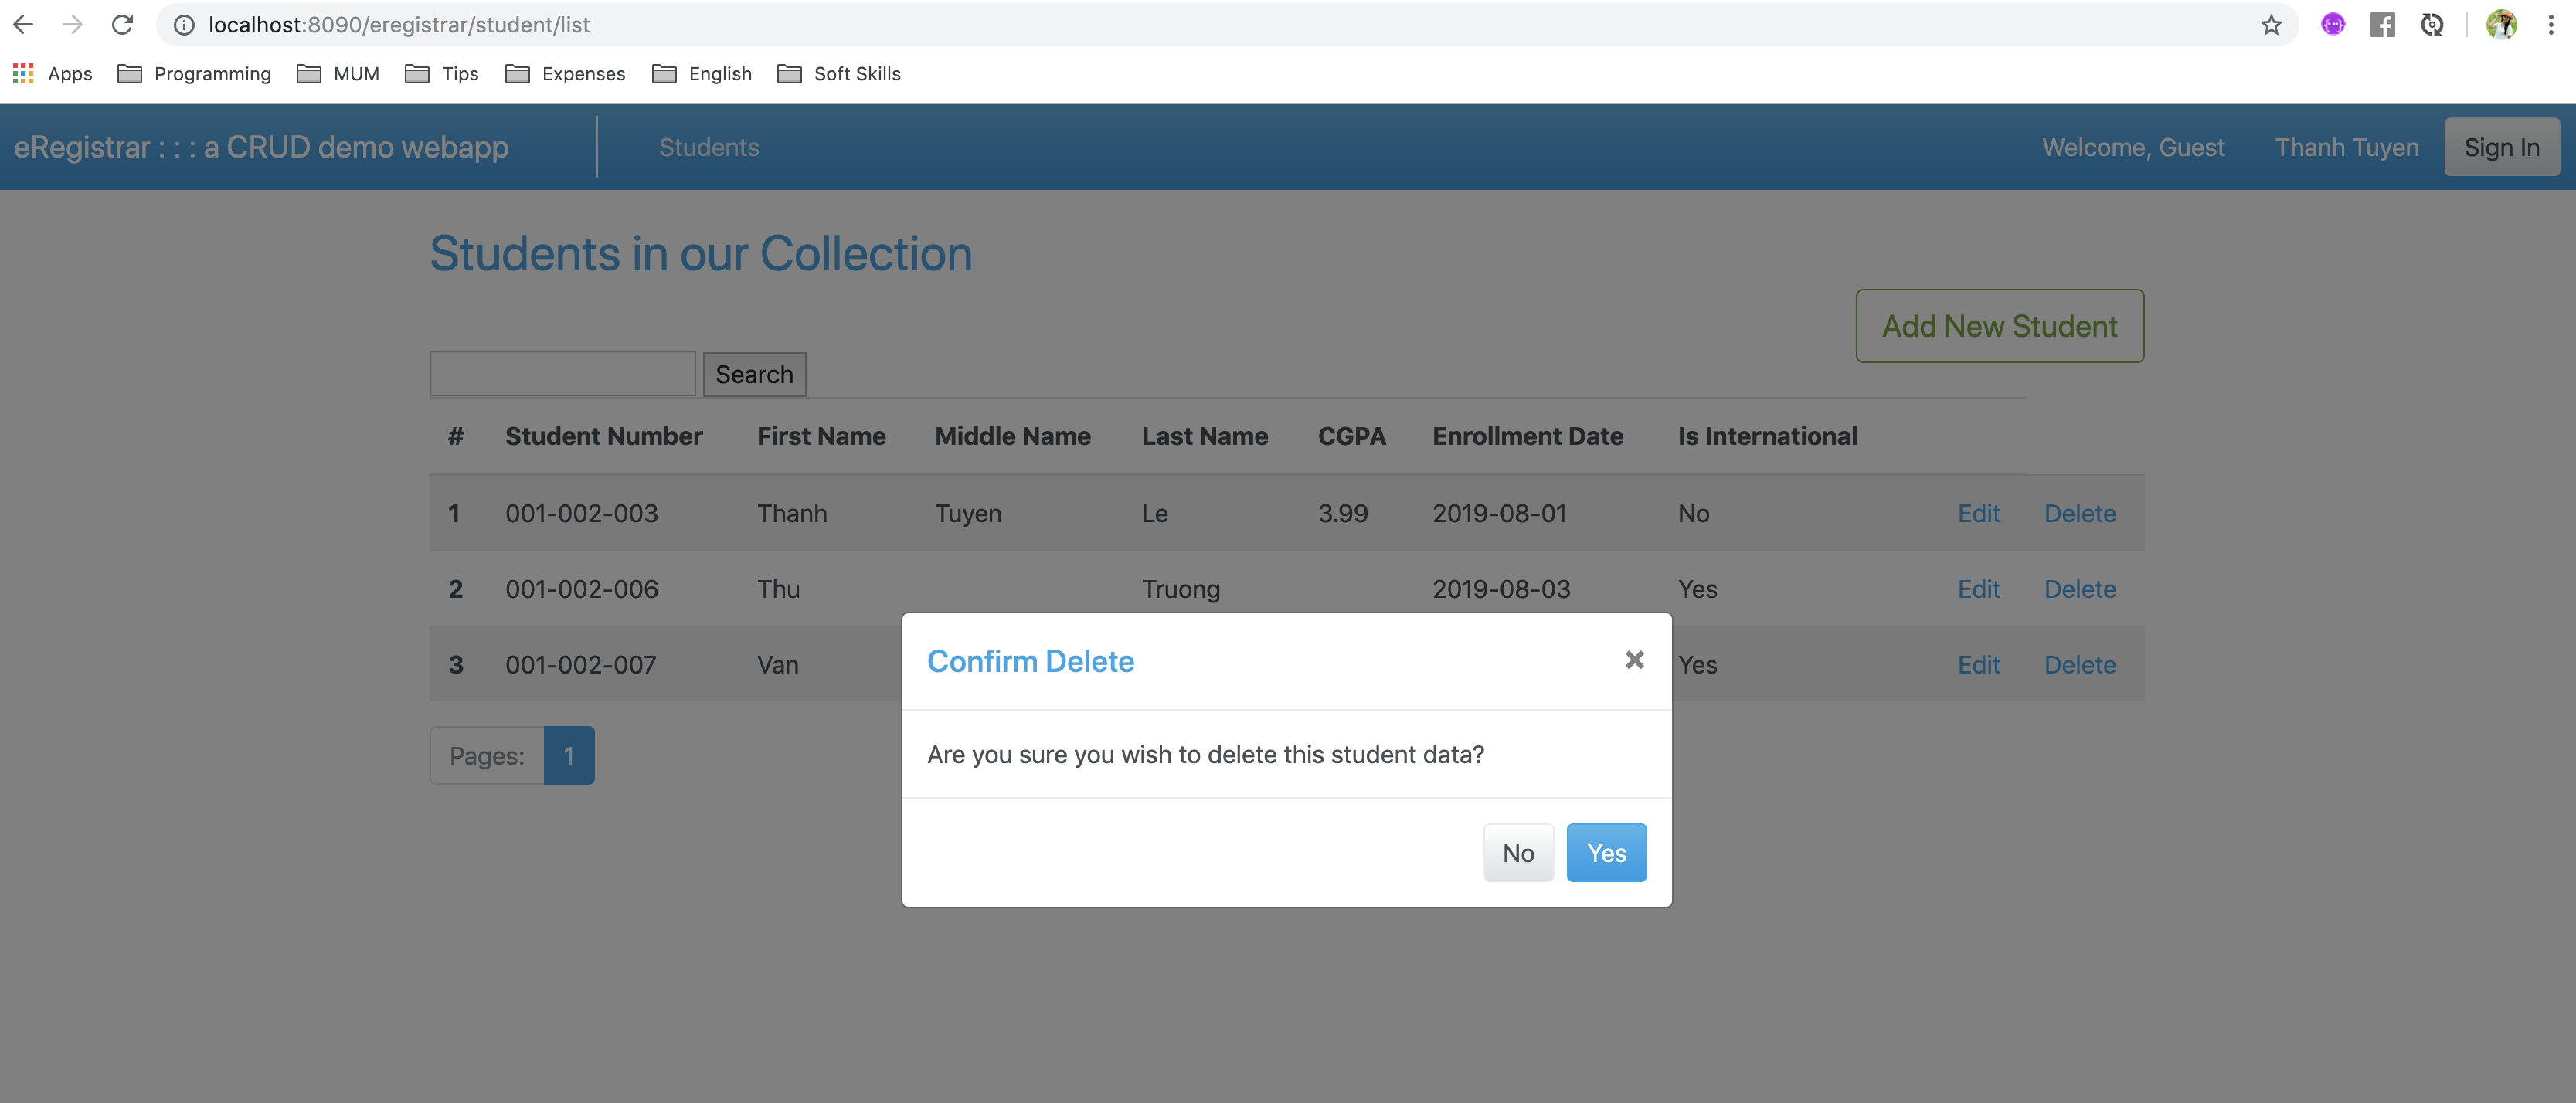 localhost:8090/eregistrar/student/list
Apps Programming MUM Tips Expenses English Soft Skills
eRegistrar : : : a CRUD demo webapp Students Welcome, Guest Thanh Tuyen Sign In
Students in our Collection
Add New Student
Search
# Student Number First Name Middle Name Last Name CGPA Enrollment Date Is International
1 001-002-003 Thanh Tuyen Le 3.99 2019-08-01 No Edit Delete
2 001-002-006 Thu Truong 2019-08-03 Yes Edit Delete
3 001-002-007 Van Yes Edit Delete
Confirm Delete ×
Are you sure you wish to delete this student data?
No Yes
Pages: 1